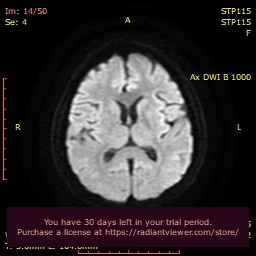 Im: 14/50
Se: 4
STP115
STP115
F
A
Ax DWI B 1000
R
L
You have 30 days left in your trial period.
Purchase a license at https://radiantviewer.com/store/